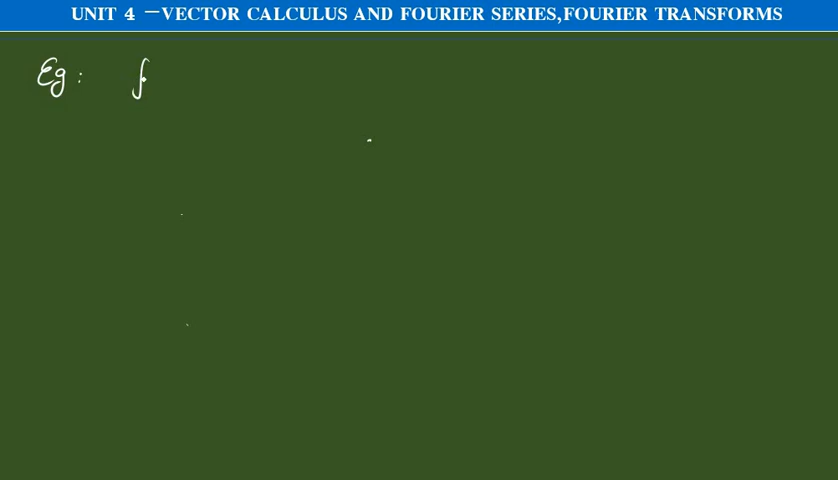 UNIT 4 —VECTOR CALCULUS AND FOURIER SERIES,FOURIER TRANSFORMS
Eg : f